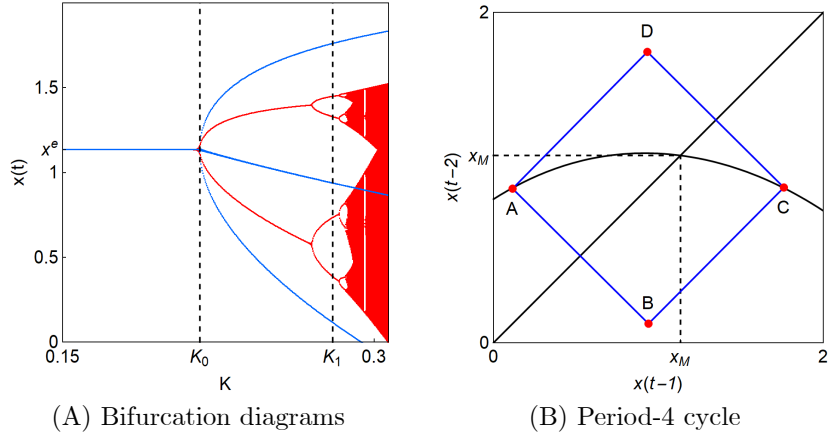 x(t)
1.5
x^e
1
0.5
0
0.15
K_0
K_1
0.3
K
(A) Bifurcation diagrams
x(t-2)
2
x_M
0
D
A
C
B
0
x_M
2
x(t-1)
(B) Period-4 cycle